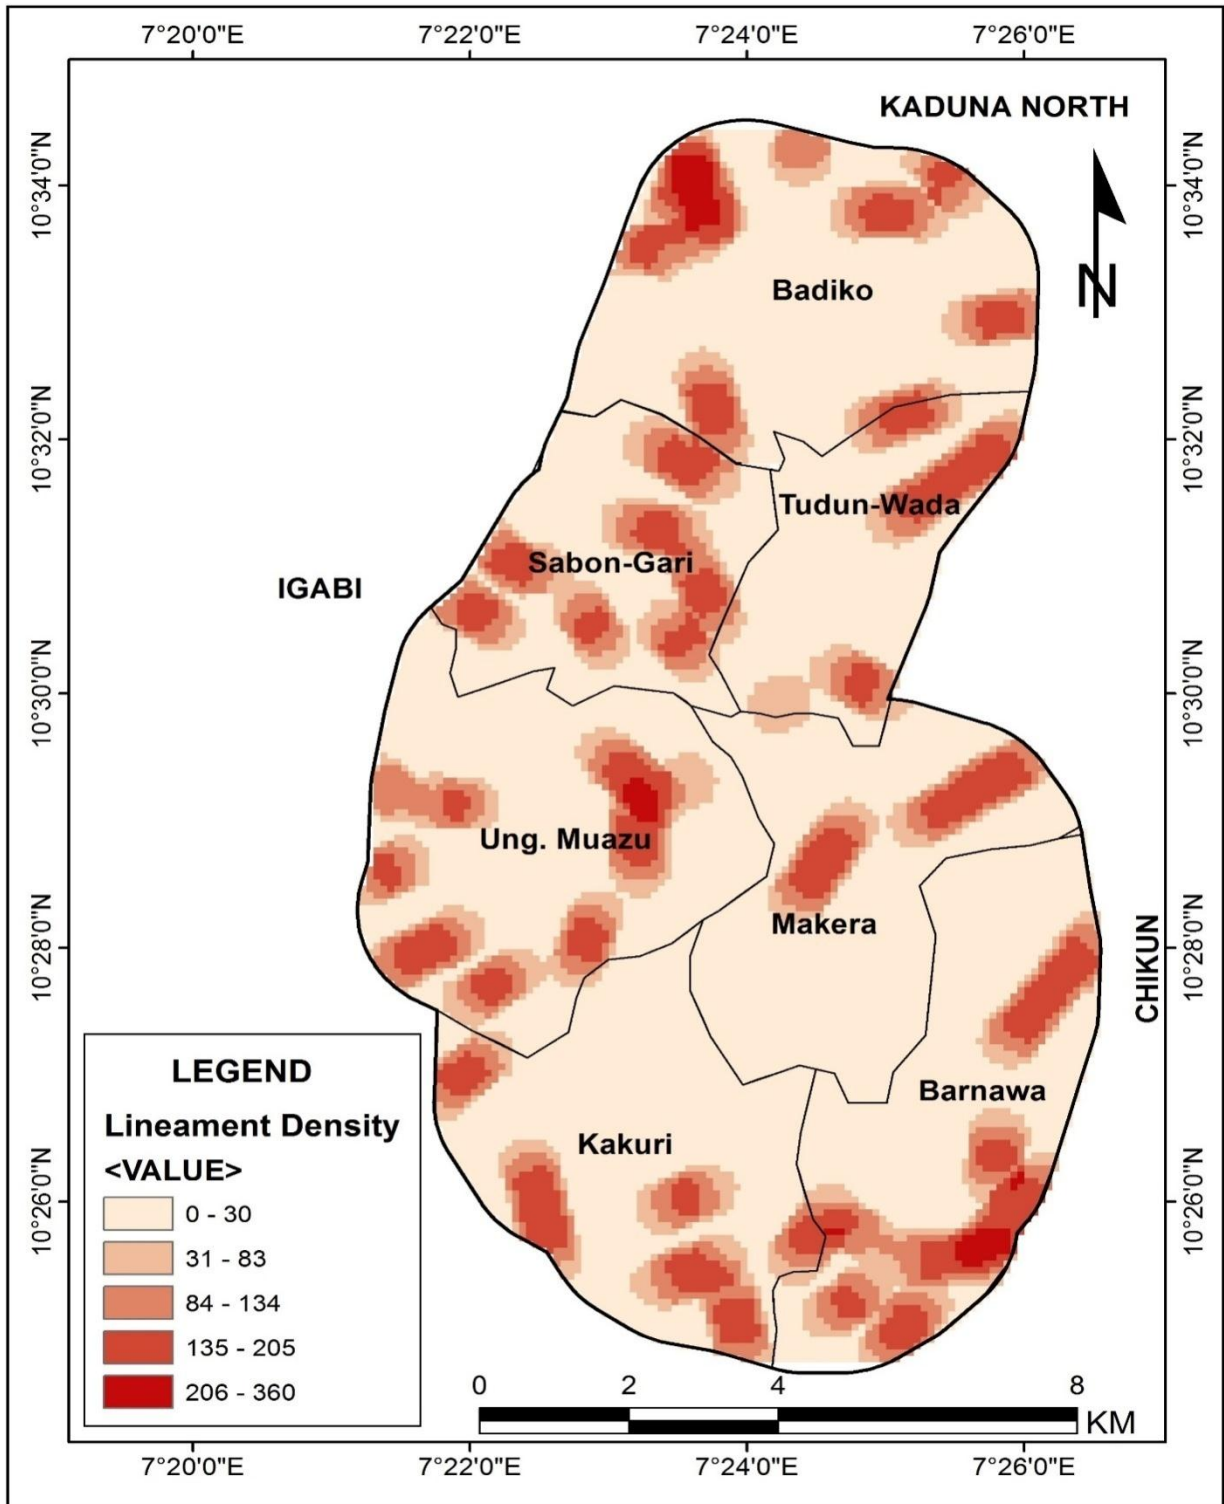 7°20'0"E 7°22'0"E 7°24'0"E 7°26'0"E
KADUNA NORTH
10°34'0"N 10°34'0"N
N
Badiko
10°32'0"N 10°32'0"N
Tudun-Wada
Sabon-Gari
IGABI
10°30'0"N 10°30'0"N
Ung. Muazu
Makera
10°28'0"N 10°28'0"N
CHIKUN
Barnawa
Kakuri
10°26'0"N 10°26'0"N
LEGEND
Lineament Density
<VALUE>
0 - 30
31 - 83
84 - 134
135 - 205
206 - 360
0 2 4 8
KM
7°20'0"E 7°22'0"E 7°24'0"E 7°26'0"E